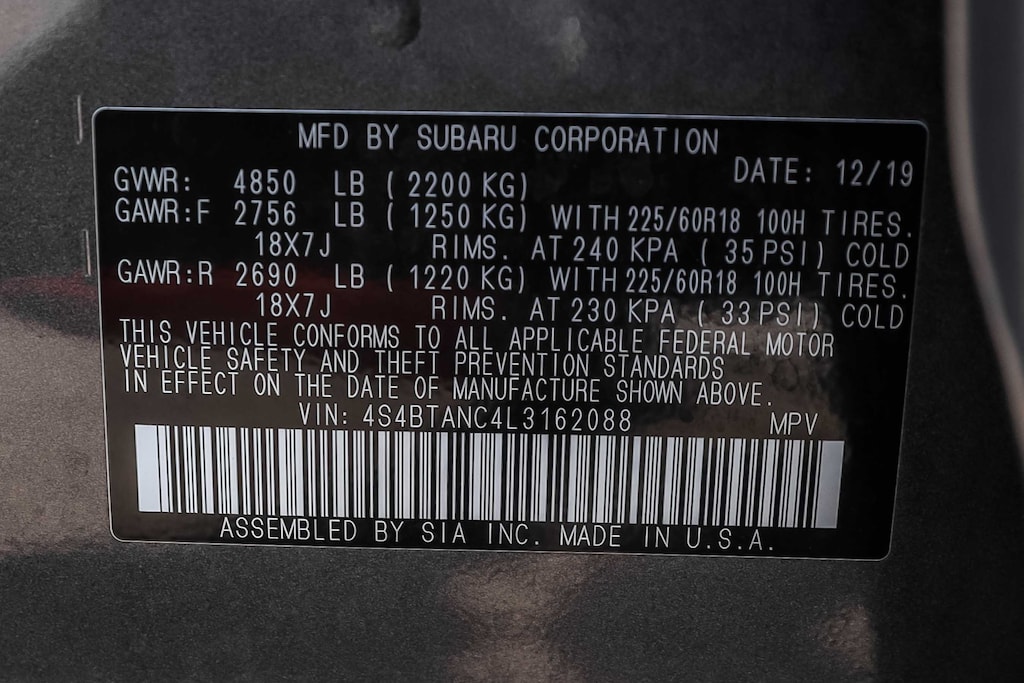 MFD BY SUBARU CORPORATION
DATE: 12/19
GVWR: 4850 LB ( 2200 KG)
GAWR:F 2756 LB ( 1250 KG) WITH 225/60R18 100H TIRES.
18X7J RIMS. AT 240 KPA ( 35 PSI) COLD
GAWR:R 2690 LB ( 1220 KG) WITH 225/60R18 100H TIRES.
18X7J RIMS. AT 230 KPA ( 33 PSI) COLD
THIS VEHICLE CONFORMS TO ALL APPLICABLE FEDERAL MOTOR
VEHICLE SAFETY AND THEFT PREVENTION STANDARDS
IN EFFECT ON THE DATE OF MANUFACTURE SHOWN ABOVE.
VIN: 4S4BTANC4L3162088 MPV
ASSEMBLED BY SIA INC. MADE IN U.S.A.